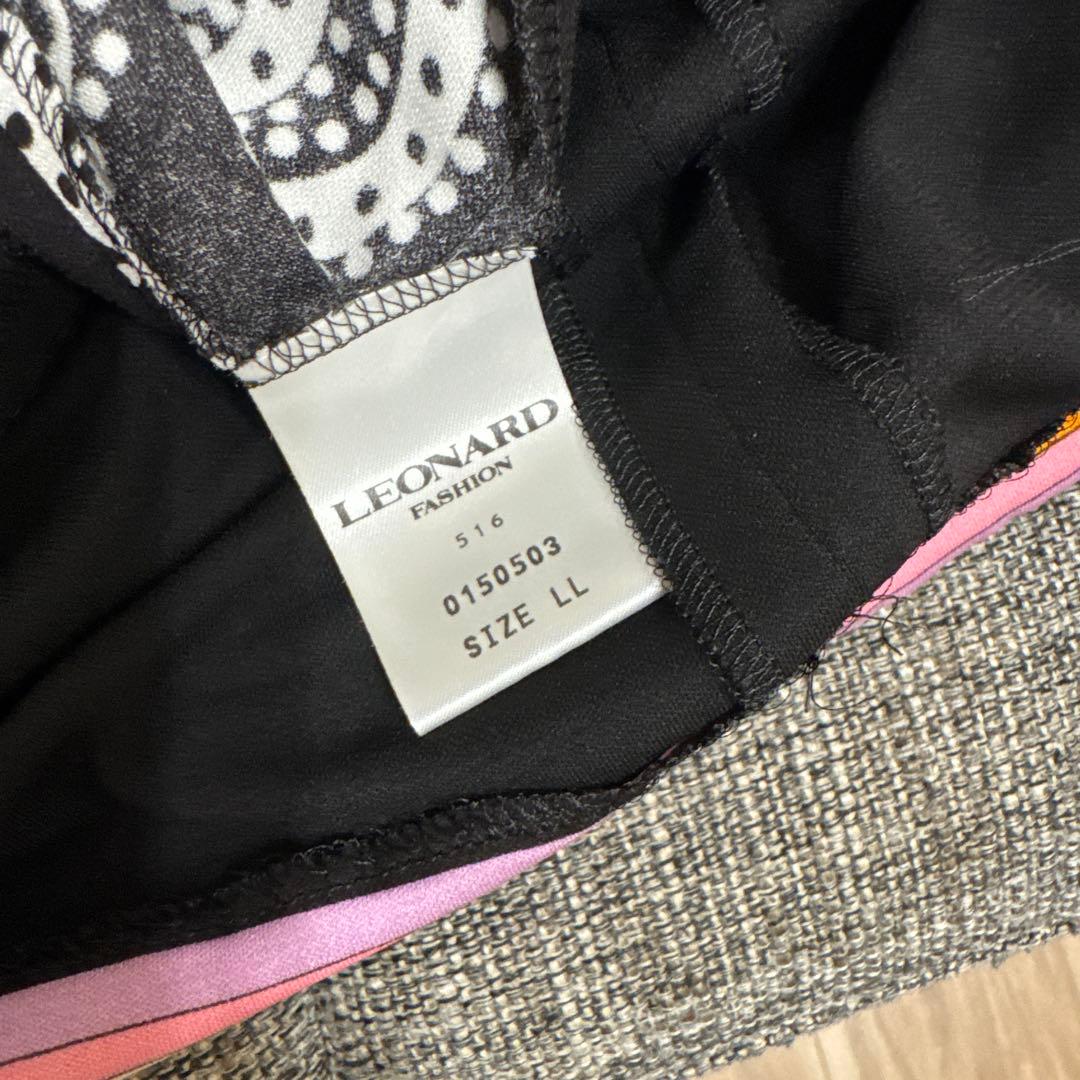 LEONARD
FASHION
516
0150503
SIZE LL